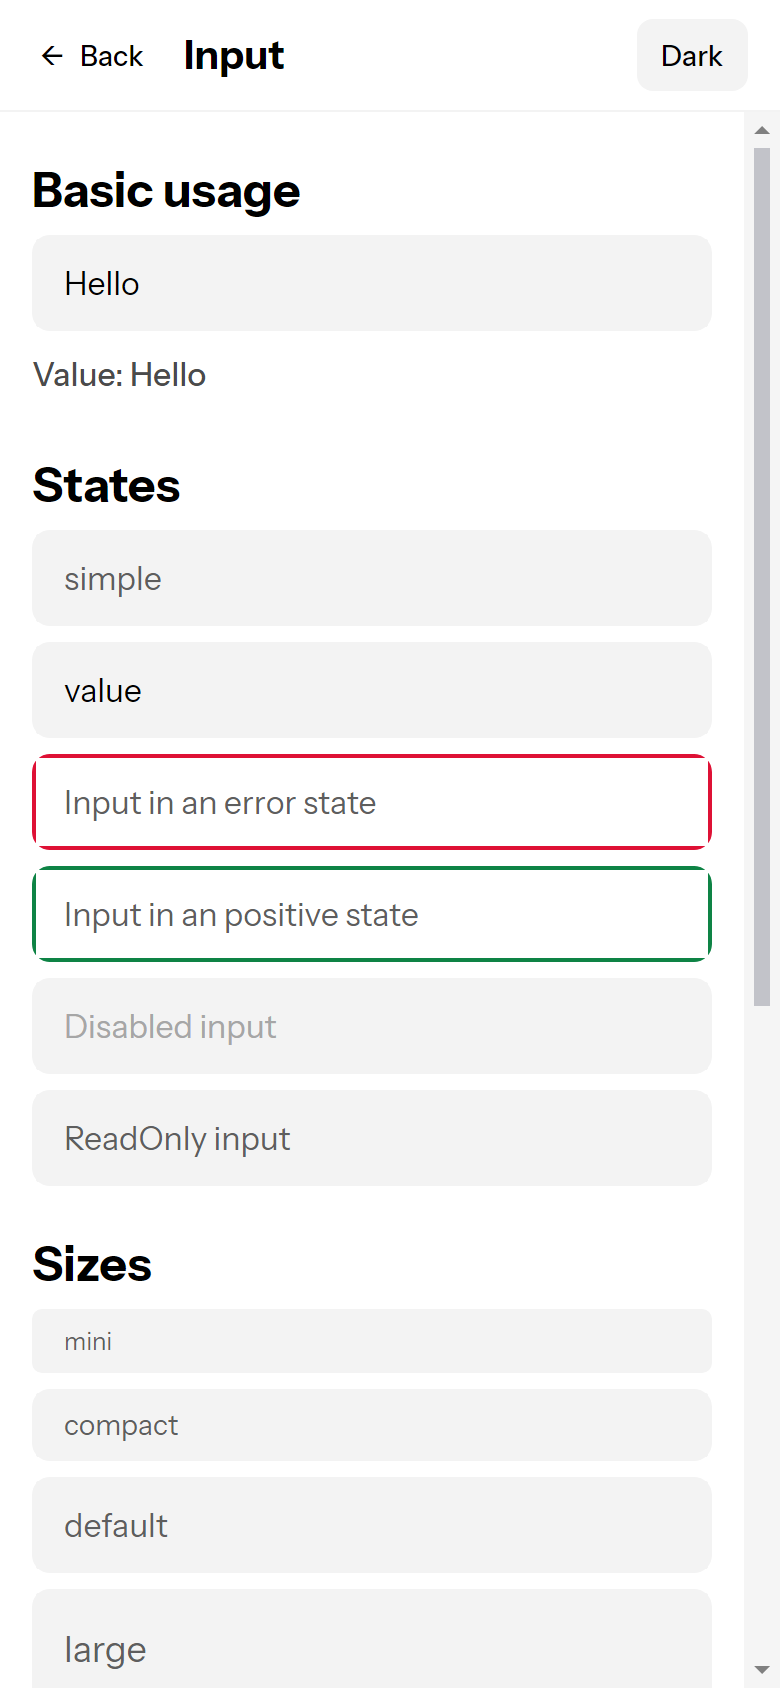 ← Back Input Dark
Basic usage
Hello
Value: Hello
States
simple
value
Input in an error state
Input in an positive state
Disabled input
ReadOnly input
Sizes
mini
compact
default
large